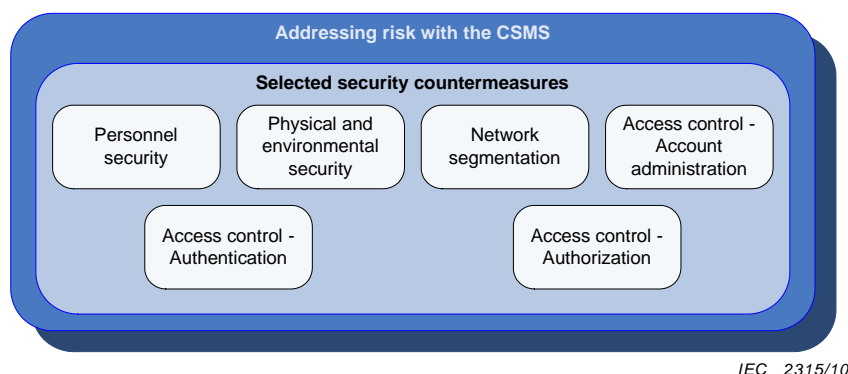 Addressing risk with the CSMS
Selected security countermeasures
Personnel
security
Physical and
environmental
security
Network
segmentation
Access control -
Account
administration
Access control -
Authentication
Access control -
Authorization
IEC 2315/10